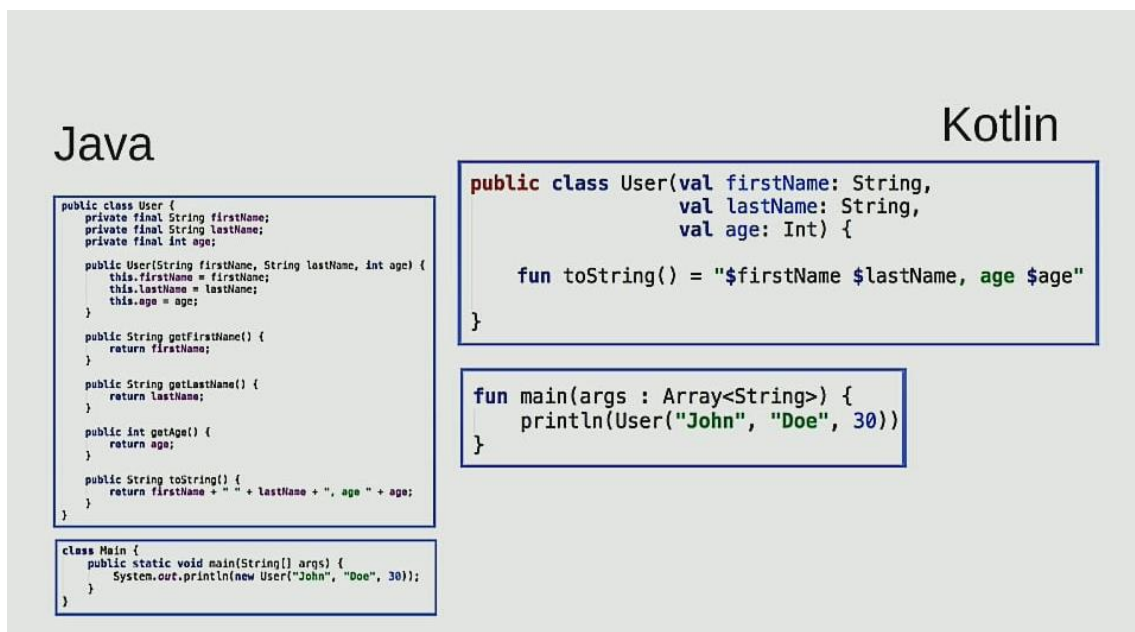 Java
public class User {
private final String firstName;
private final String lastName;
private final int age;
public User(String firstName, String lastName, int age) {
this.firstName = firstName;
this.lastName = lastName;
this.age = age;
}
public String getFirstName() {
return firstName;
}
public String getLastName() {
return lastName;
}
public int getAge() {
return age;
}
public String toString() {
return firstName + " " + lastName + ", age " + age;
}
}
class Main {
public static void main(String[] args) {
System.out.println(new User("John", "Doe", 30));
}
}
Kotlin
public class User(val firstName: String,
val lastName: String,
val age: Int) {
fun toString() = "$firstName $lastName, age $age"
}
fun main(args : Array<String>) {
println(User("John", "Doe", 30))
}